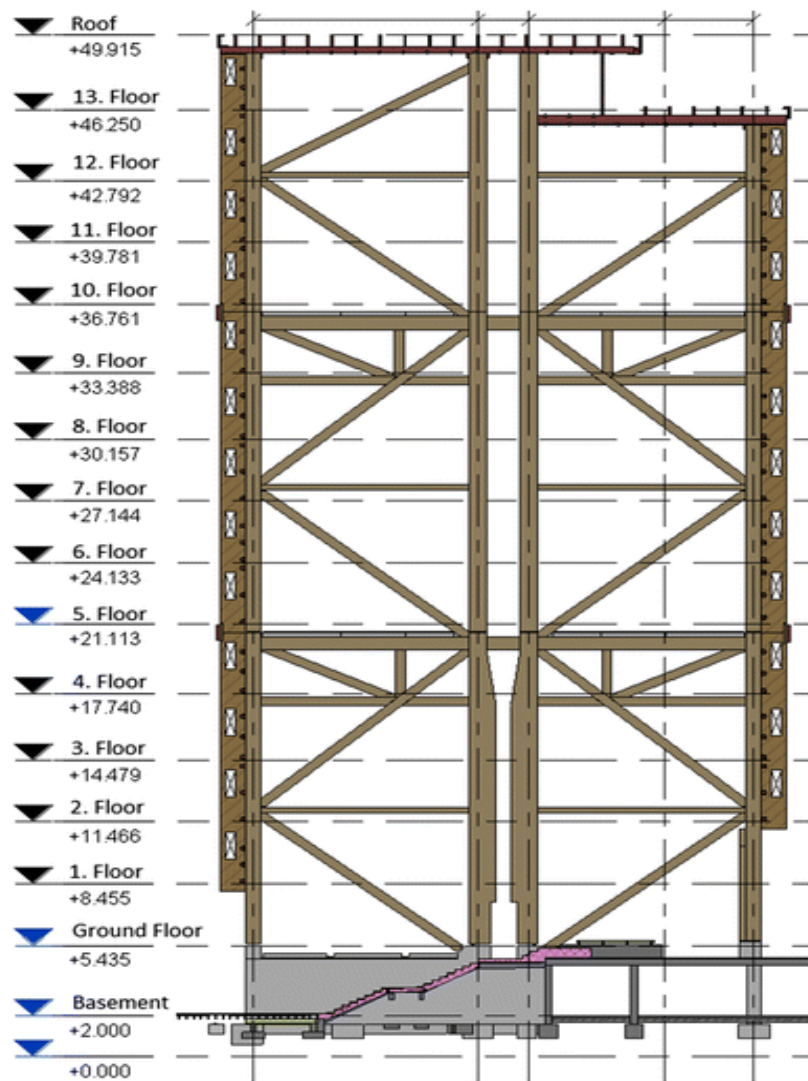 Roof
+49.915
13. Floor
+46.250
12. Floor
+42.792
11. Floor
+39.781
10. Floor
+36.761
9. Floor
+33.388
8. Floor
+30.157
7. Floor
+27.144
6. Floor
+24.133
5. Floor
+21.113
4. Floor
+17.740
3. Floor
+14.479
2. Floor
+11.466
1. Floor
+8.455
Ground Floor
+5.435
Basement
+2.000
+0.000